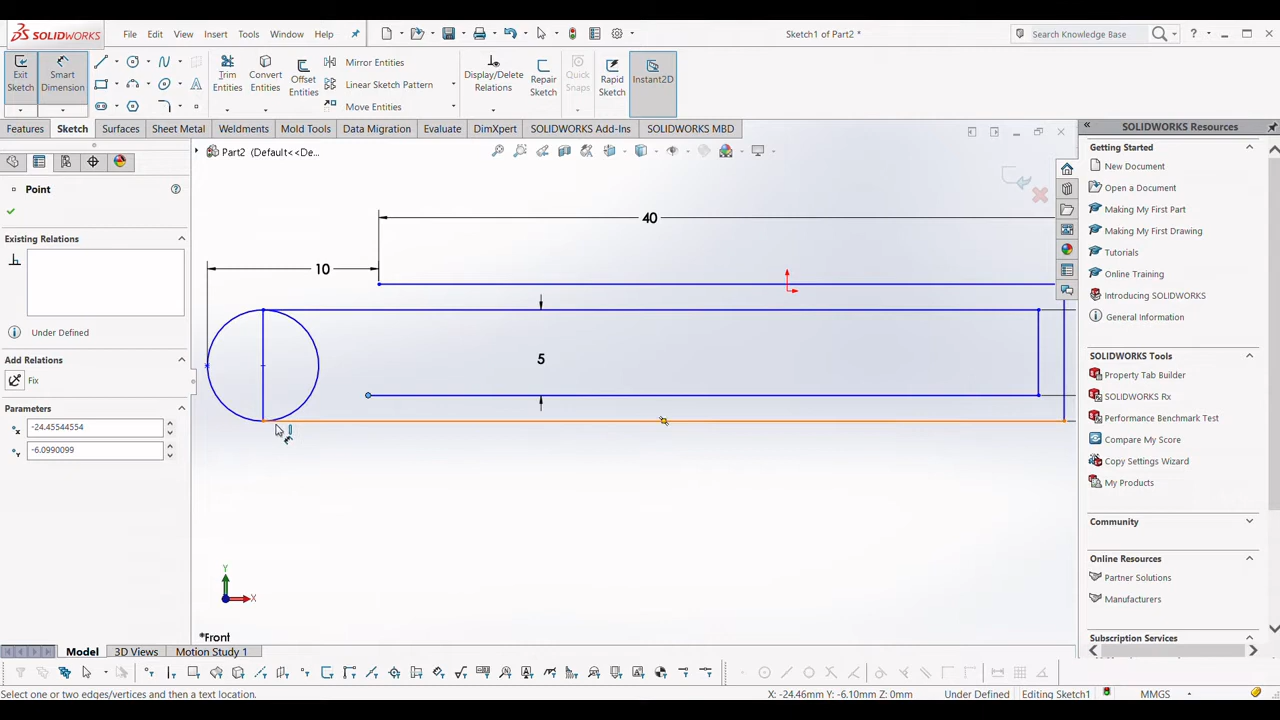 SOLIDWORKS File Edit View Insert Tools Window Help Sketch1 of Part2 * Search Knowledge Base ?
Exit Sketch Smart Dimension Trim Entities Convert Entities Offset Entities Mirror Entities Linear Sketch Pattern Move Entities Display/Delete Relations Repair Sketch Quick Snaps Rapid Sketch Instant2D
Features Sketch Surfaces Sheet Metal Weldments Mold Tools Data Migration Evaluate DimXpert SOLIDWORKS Add-Ins SOLIDWORKS MBD
Part2 (Default<<De...
Point
Existing Relations
Under Defined
Add Relations
Fix
Parameters
-24.45544554
-6.0990099
40
10
5
Y
X
*Front
SOLIDWORKS Resources
Getting Started
New Document
Open a Document
Making My First Part
Making My First Drawing
Tutorials
Online Training
Introducing SOLIDWORKS
General Information
SOLIDWORKS Tools
Property Tab Builder
SOLIDWORKS Rx
Performance Benchmark Test
Compare My Score
Copy Settings Wizard
My Products
Community
Online Resources
Partner Solutions
Manufacturers
Subscription Services
Model 3D Views Motion Study 1
Select one or two edges/vertices and then a text location. X: -24.46mm Y: -6.10mm Z: 0mm Under Defined Editing Sketch1 MMGS